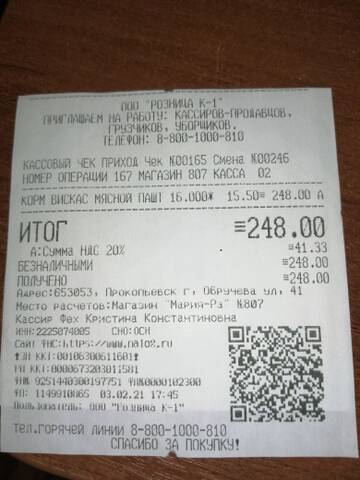 ООО "РОЗНИЦА К-1"
ПРИГЛАШАЕМ НА РАБОТУ: КАССИРОВ-ПРОДАВЦОВ,
ГРУЗЧИКОВ, УБОРЩИКОВ.
ТЕЛЕФОН: 8-800-1000-810
КАССОВЫЙ ЧЕК ПРИХОД Чек №00165 Смена №00246
НОМЕР ОПЕРАЦИИ 167 МАГАЗИН 807 КАССА 02
КОРМ ВИСКАС МЯСНОЙ ПАШТ 16.000* 15.50= 248.00 А
ИТОГ =248.00
А:Сумма НДС 20% =41.33
БЕЗНАЛИЧНЫМИ =248.00
ПОЛУЧЕНО =248.00
Адрес:653053, Прокопьевск г, Обручева ул, 41
Место расчетов:Магазин "Мария-Ра" №807
Кассир Фех Кристина Константиновна
ИНН:2225074005 СНО:ОСН
Сайт ФНС:https://www.nalog.ru
ЗН ККТ:00106300611601
РН ККТ:0000673203011581
ФН №9251440300197751 ФД№0000102300
ФП: 1149910865 03.02.21 17:45
Пользователь: ООО "Розница К-1"
тел.горячей линии 8-800-1000-810
СПАСИБО ЗА ПОКУПКУ!